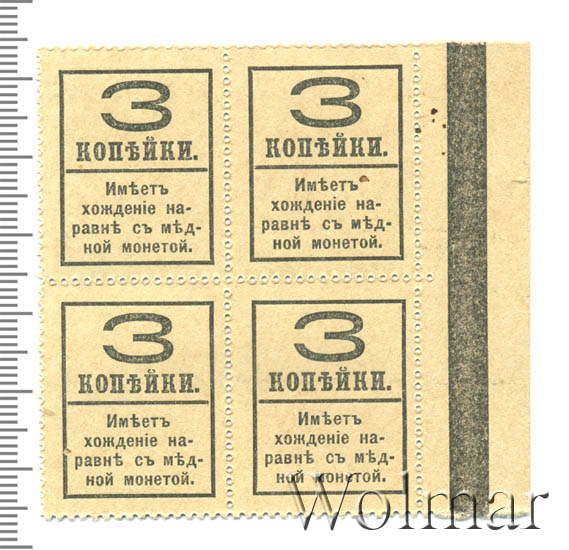 3
КОПѢЙКИ.
Имѣетъ
хожденіе на-
равнѣ съ мѣд-
ной монетой.
3
КОПѢЙКИ.
Имѣетъ
хожденіе на-
равнѣ съ мѣд-
ной монетой.
3
КОПѢЙКИ.
Имѣетъ
хожденіе на-
равнѣ съ мѣд-
ной монетой.
3
КОПѢЙКИ.
Имѣетъ
хожденіе на-
равнѣ съ мѣд-
ной монетой.
Wolmar